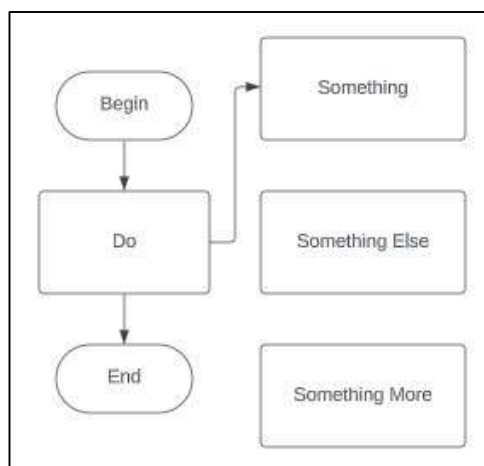 Begin
Something
Do
Something Else
End
Something More